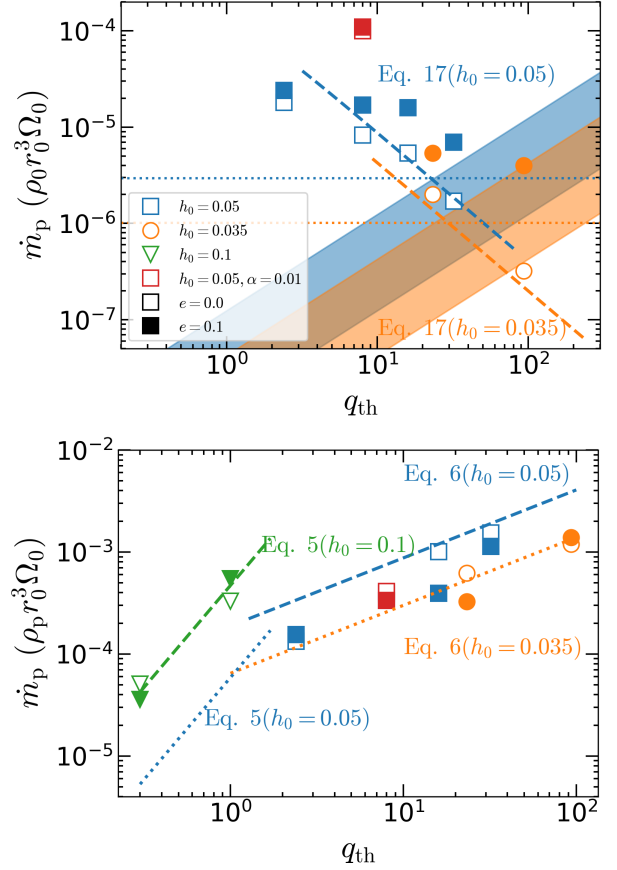 10⁻⁴
10⁻⁵
10⁻⁶
10⁻⁷
ṁₚ (ρ₀r₀³Ω₀)
Eq. 17(h₀ = 0.05)
h₀ = 0.05
h₀ = 0.035
h₀ = 0.1
h₀ = 0.05, α = 0.01
e = 0.0
e = 0.1
Eq. 17(h₀ = 0.035)
10⁰ 10¹ 10²
q_th
10⁻²
10⁻³
10⁻⁴
10⁻⁵
ṁₚ (ρₚr₀³Ω₀)
Eq. 6(h₀ = 0.05)
Eq. 5(h₀ = 0.1)
Eq. 6(h₀ = 0.035)
Eq. 5(h₀ = 0.05)
10⁰ 10¹ 10²
q_th